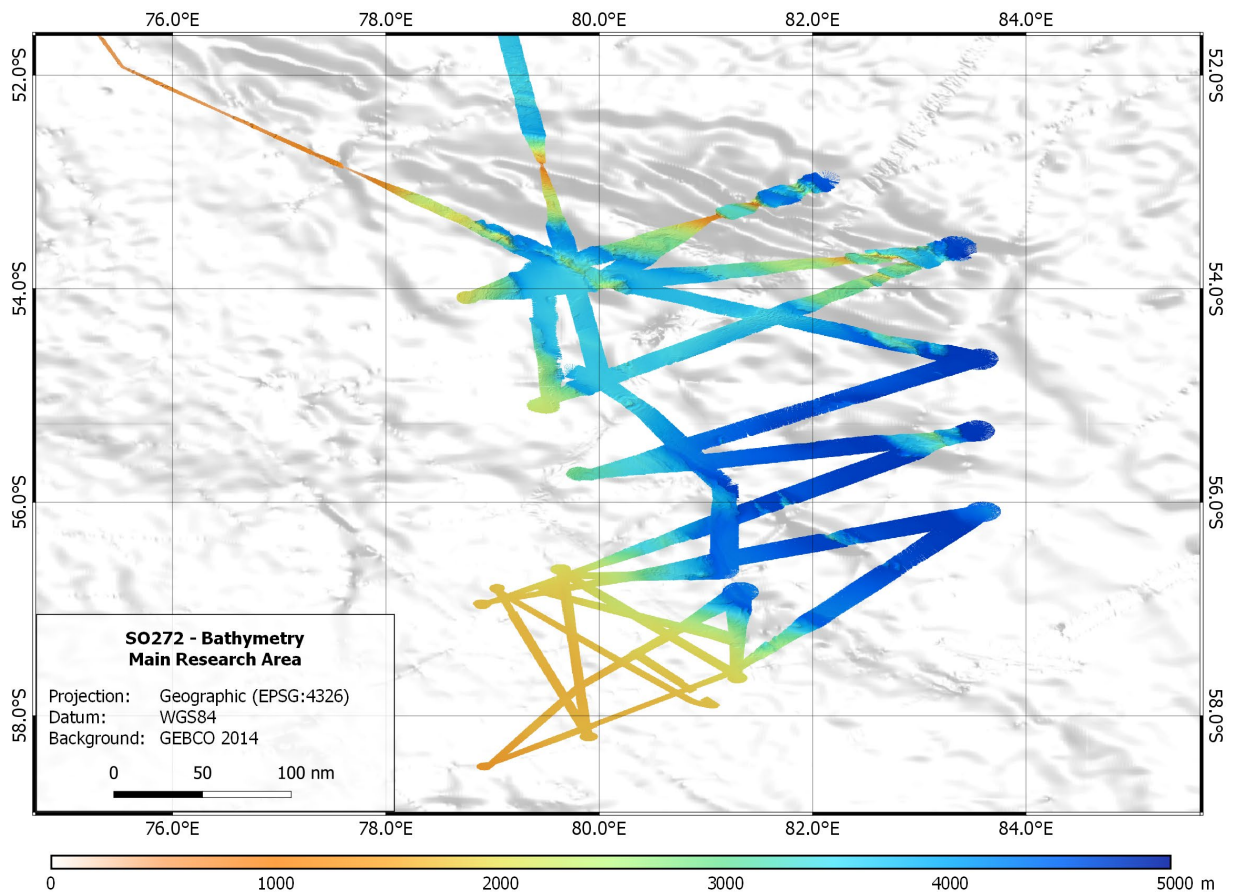 76.0°E 78.0°E 80.0°E 82.0°E 84.0°E
52.0°S 52.0°S
54.0°S 54.0°S
56.0°S 56.0°S
58.0°S 58.0°S
SO272 - Bathymetry
Main Research Area
Projection: Geographic (EPSG:4326)
Datum: WGS84
Background: GEBCO 2014
0 50 100 nm
76.0°E 78.0°E 80.0°E 82.0°E 84.0°E
0 1000 2000 3000 4000 5000 m